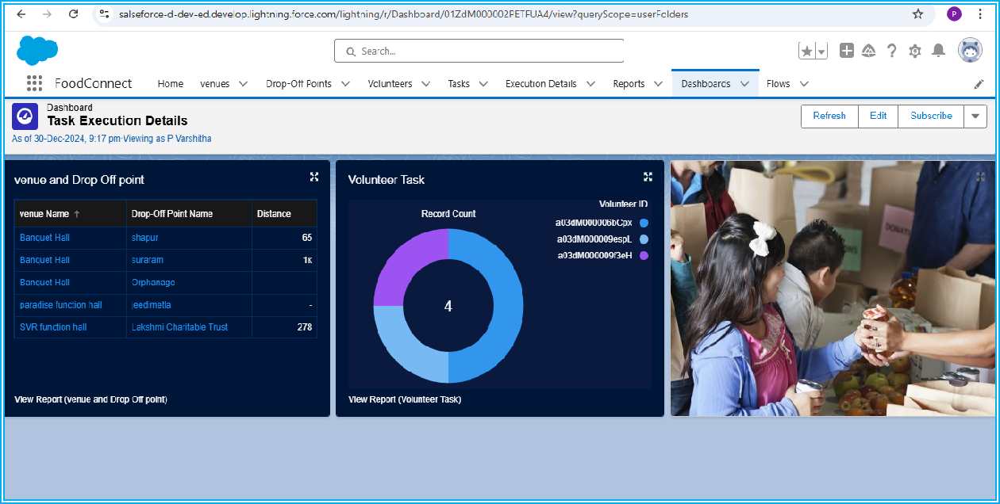 salseforce-d-dev-ed.develop.lightning.force.com/lightning/r/Dashboard/01ZdM000002PETFUA4/view?queryScope=userFolders
P
Search...
FoodConnect Home venues Drop-Off Points Volunteers Tasks Execution Details Reports Dashboards Flows
Dashboard
Task Execution Details
As of 30-Dec-2024, 9:17 pm·Viewing as P Varshitha
Refresh Edit Subscribe
venue and Drop Off point
venue Name ↑ Drop-Off Point Name Distance
Banquet Hall shapur 65
Banquet Hall suraram 1K
Banquet Hall Orphanage
paradise function hall jeedimetla -
SVR function hall Lakshmi Charitable Trust 278
View Report (venue and Drop Off point)
Volunteer Task
Record Count
Volunteer ID
a03dM000006bCpx
a03dM000009espL
a03dM000009f3eH
4
View Report (Volunteer Task)